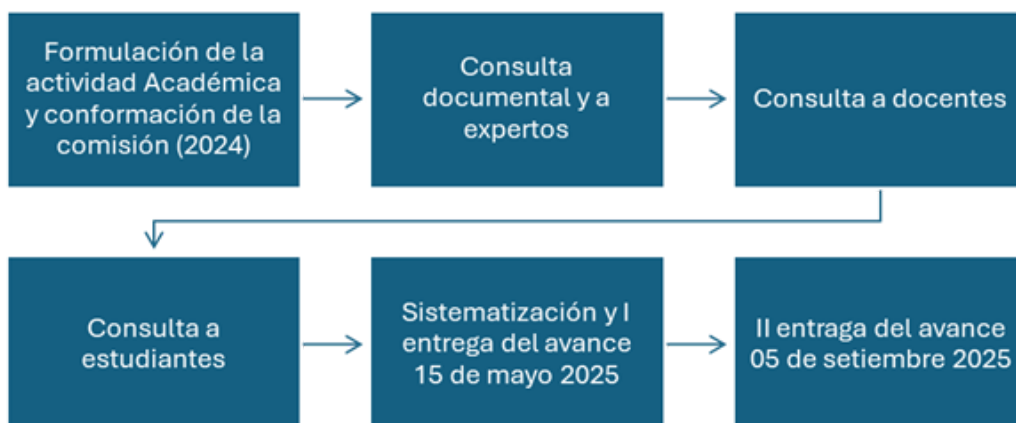 Formulación de la
actividad Académica
y conformación de la
comisión (2024)
Consulta
documental y a
expertos
Consulta a docentes
Consulta a
estudiantes
Sistematización y I
entrega del avance
15 de mayo 2025
II entraga del avance
05 de setiembre 2025